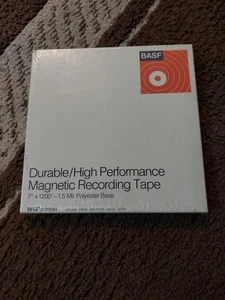 BASF
Durable/High Performance
Magnetic Recording Tape
7" x 1200' – 1.5 Mil Polyester Base